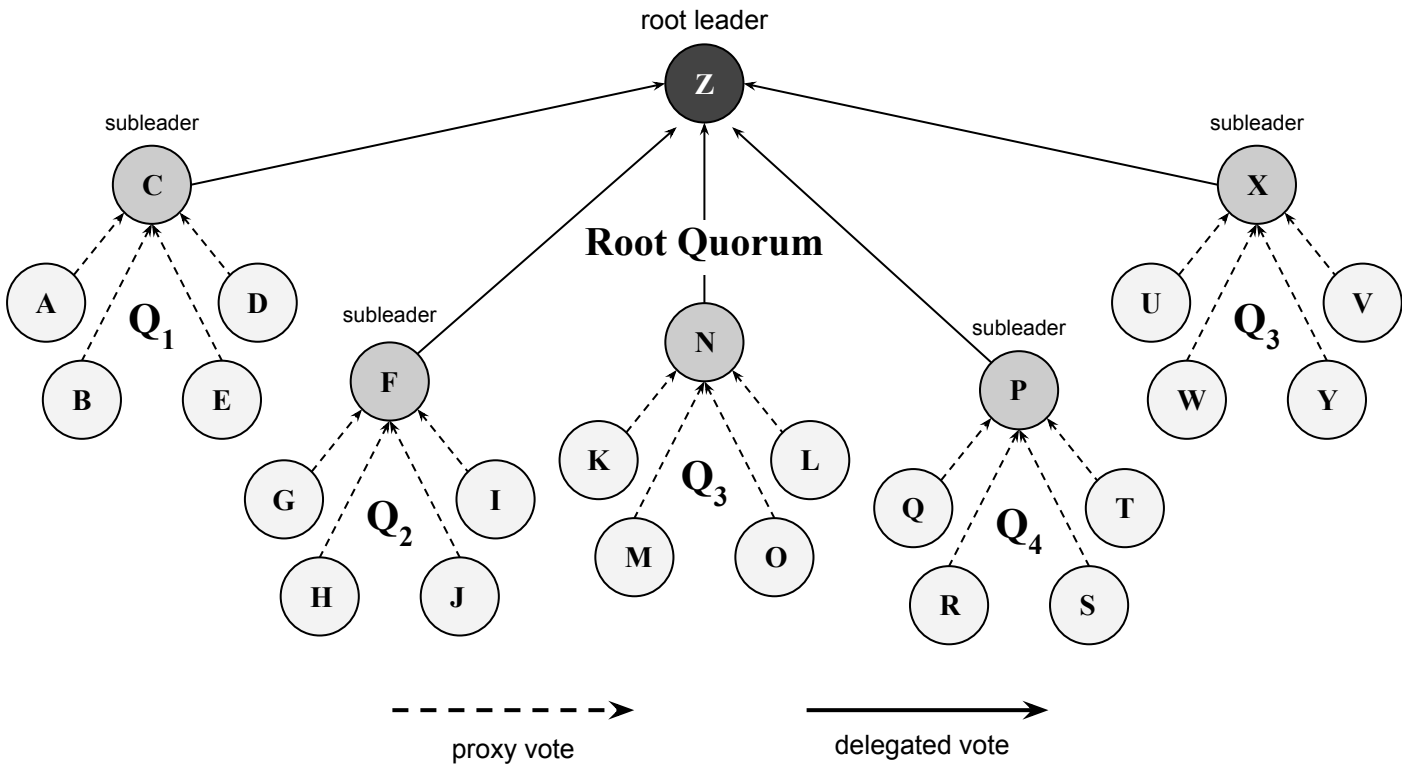 root leader
Z
subleader
C
A
B
Q1
E
D
subleader
F
G
H
Q2
J
I
Root Quorum
N
K
M
Q3
O
L
subleader
P
Q
R
Q4
S
T
subleader
X
U
W
Q3
Y
V
proxy vote
delegated vote